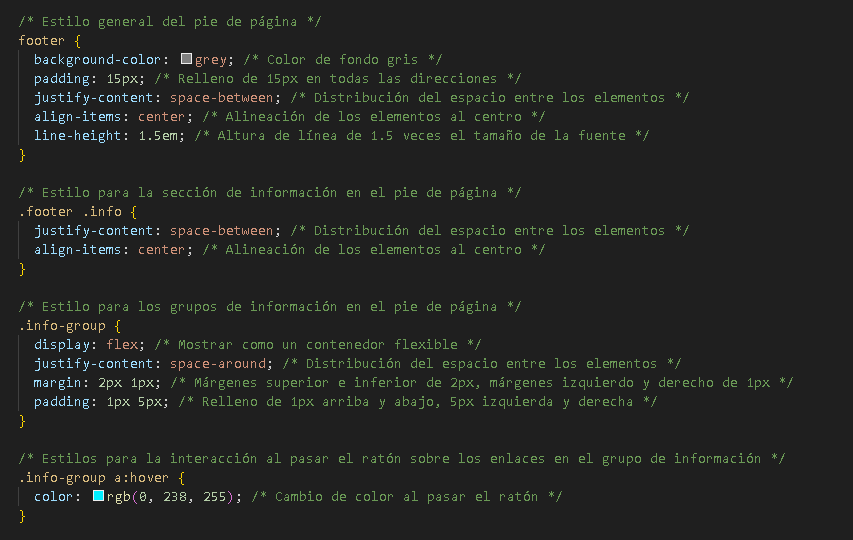 /* Estilo general del pie de página */
footer {
background-color: grey; /* Color de fondo gris */
padding: 15px; /* Relleno de 15px en todas las direcciones */
justify-content: space-between; /* Distribución del espacio entre los elementos */
align-items: center; /* Alineación de los elementos al centro */
line-height: 1.5em; /* Altura de línea de 1.5 veces el tamaño de la fuente */
}
/* Estilo para la sección de información en el pie de página */
.footer .info {
justify-content: space-between; /* Distribución del espacio entre los elementos */
align-items: center; /* Alineación de los elementos al centro */
}
/* Estilo para los grupos de información en el pie de página */
.info-group {
display: flex; /* Mostrar como un contenedor flexible */
justify-content: space-around; /* Distribución del espacio entre los elementos */
margin: 2px 1px; /* Márgenes superior e inferior de 2px, márgenes izquierdo y derecho de 1px */
padding: 1px 5px; /* Relleno de 1px arriba y abajo, 5px izquierda y derecha */
}
/* Estilos para la interacción al pasar el ratón sobre los enlaces en el grupo de información */
.info-group a:hover {
color: rgb(0, 238, 255); /* Cambio de color al pasar el ratón */
}